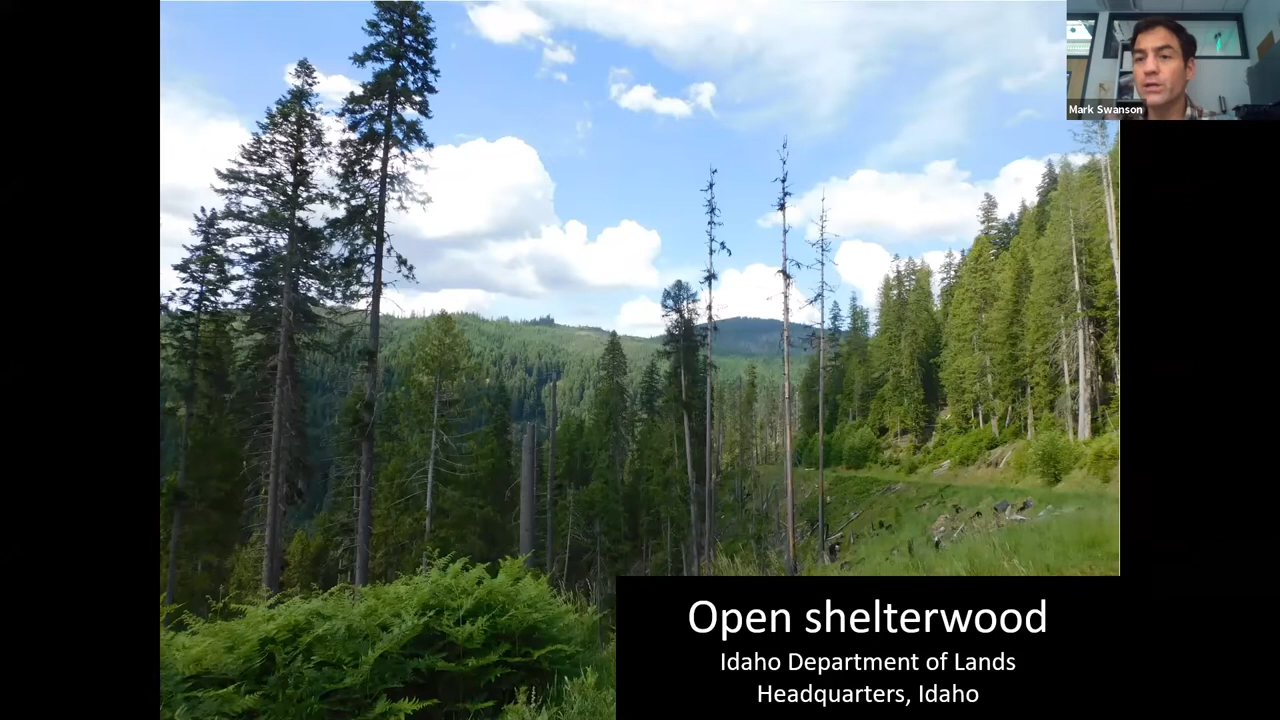 Mark Swanson
Open shelterwood
Idaho Department of Lands
Headquarters, Idaho